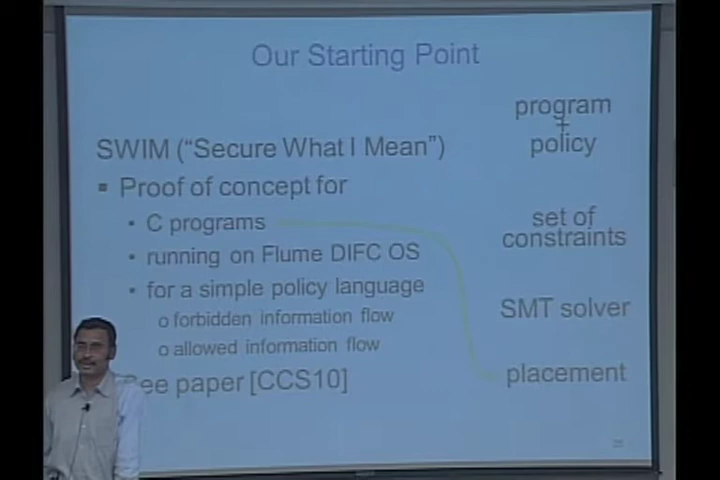 Our Starting Point
SWIM ("Secure What I Mean")
▪ Proof of concept for
• C programs
• running on Flume DIFC OS
• for a simple policy language
o forbidden information flow
o allowed information flow
paper [CCS10]
program
+
policy
set of
constraints
SMT solver
placement